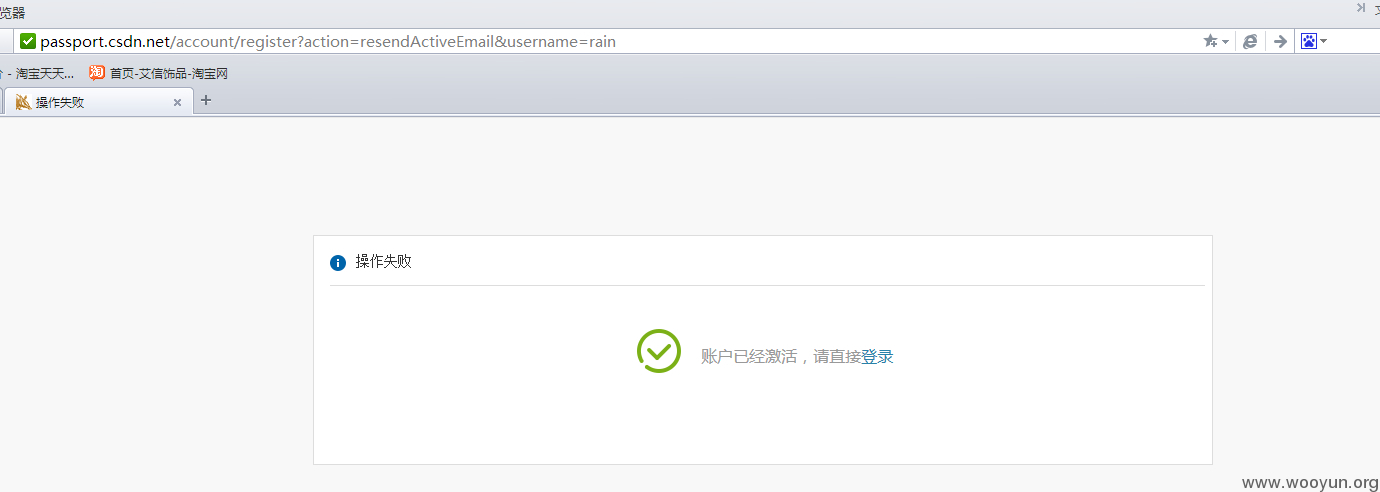 览器
passport.csdn.net/account/register?action=resendActiveEmail&username=rain
- 淘宝天天... 淘 首页-艾信饰品-淘宝网
操作失败
操作失败
账户已经激活，请直接登录
www.wooyun.org